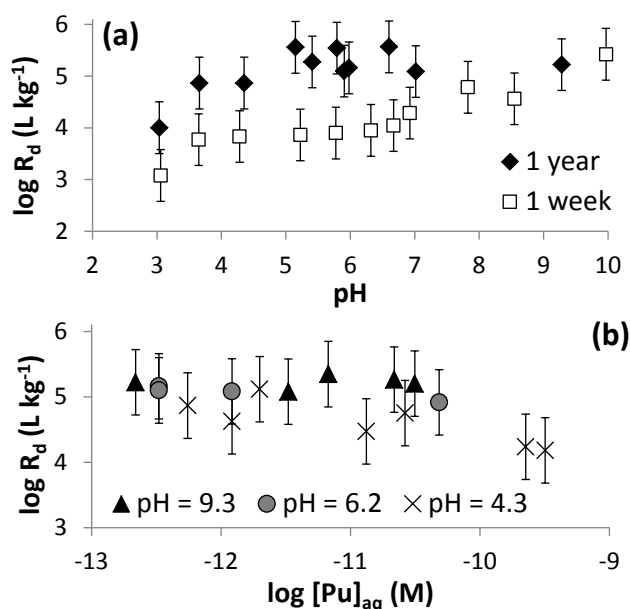 (a)
6
5
4
3
2
log R_d (L kg⁻¹)
1 year
1 week
2 3 4 5 6 7 8 9 10
pH
(b)
6
5
4
3
log R_d (L kg⁻¹)
pH = 9.3 pH = 6.2 pH = 4.3
-13 -12 -11 -10 -9
log [Pu]_aq (M)